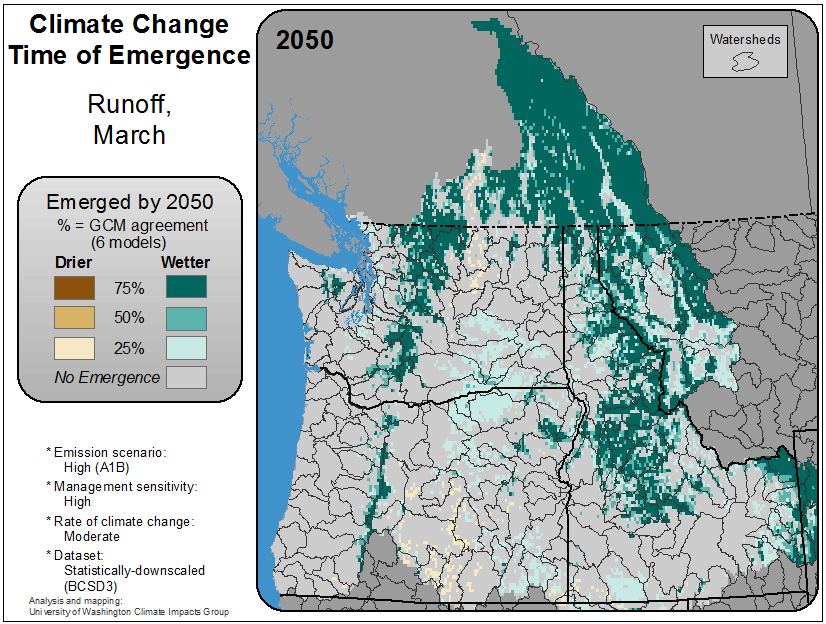 Climate Change
Time of Emergence
Runoff,
March
Emerged by 2050
% = GCM agreement
(6 models)
Drier Wetter
75%
50%
25%
No Emergence
* Emission scenario:
High (A1B)
* Management sensitivity:
High
* Rate of climate change:
Moderate
* Dataset:
Statistically-downscaled
(BCSD3)
Analysis and mapping:
University of Washington Climate Impacts Group
2050
Watersheds